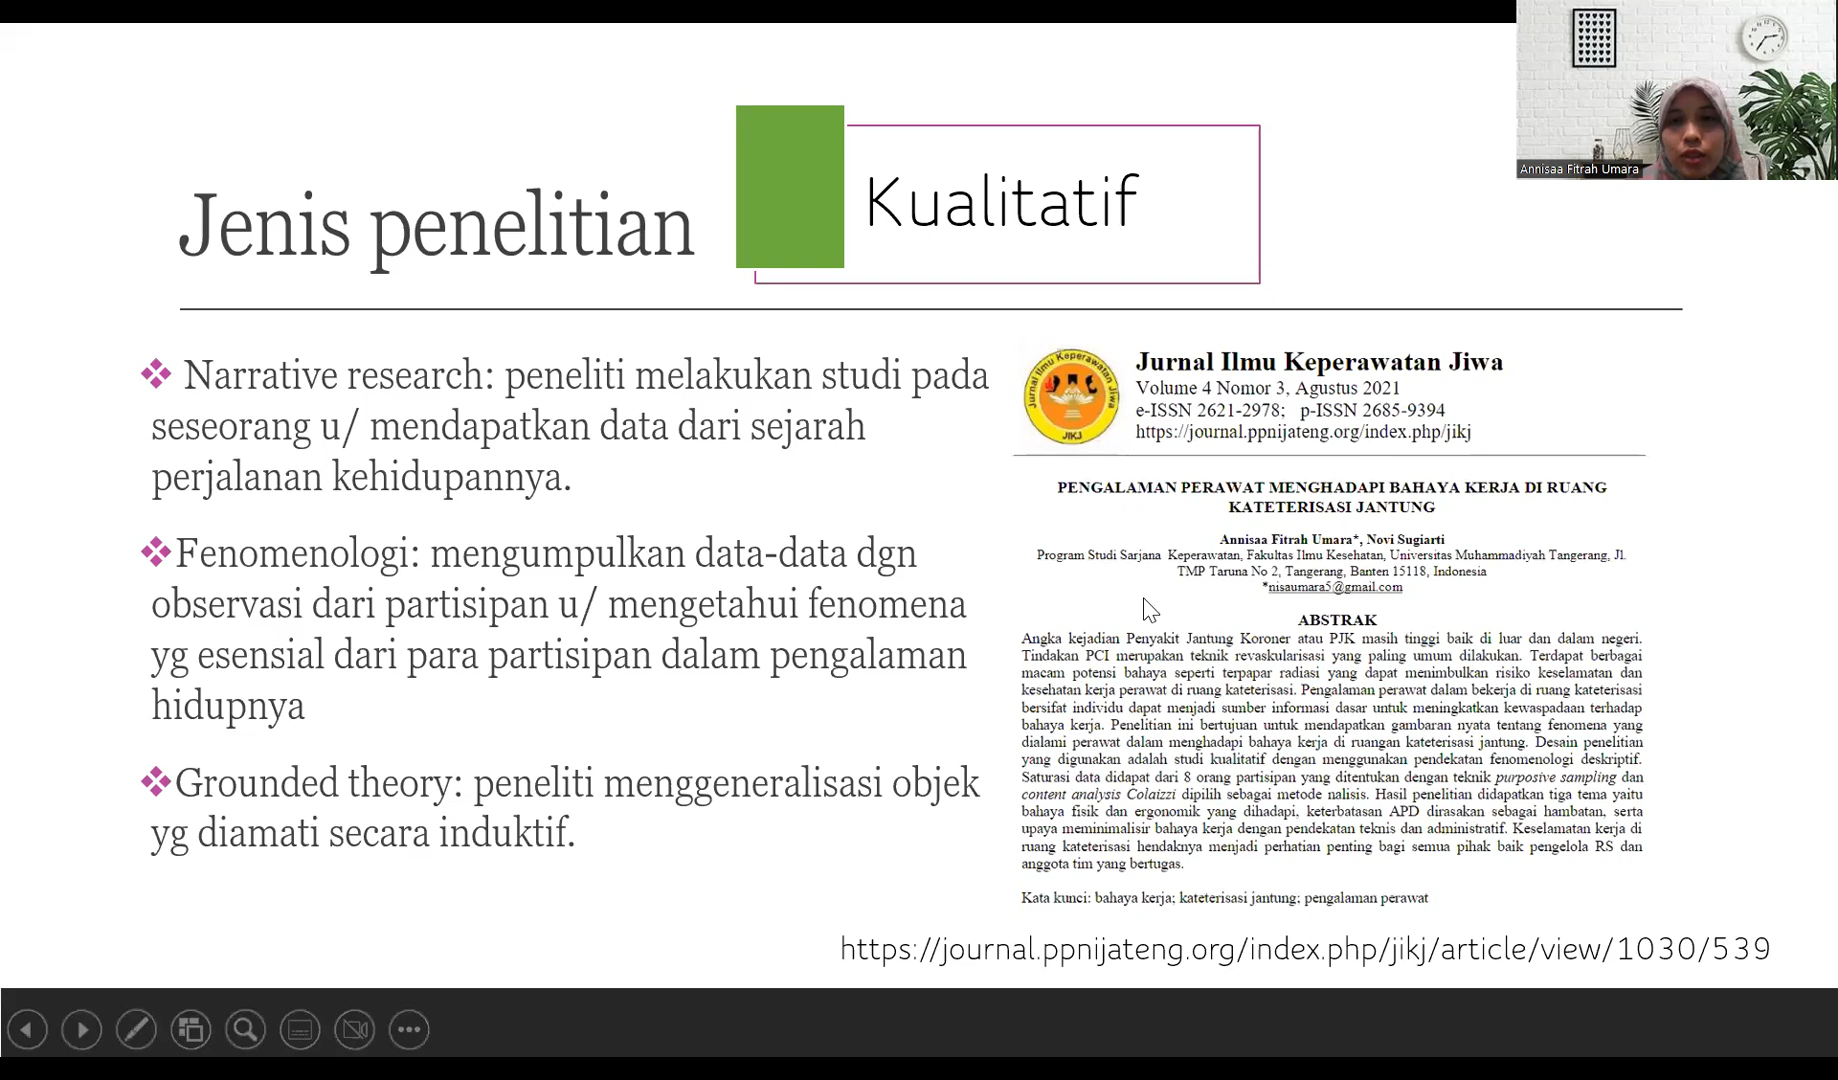 Annisaa Fitrah Umara
Jenis penelitian
Kualitatif
Narrative research: peneliti melakukan studi pada
seseorang u/ mendapatkan data dari sejarah
perjalanan kehidupannya.
Fenomenologi: mengumpulkan data-data dgn
observasi dari partisipan u/ mengetahui fenomena
yg esensial dari para partisipan dalam pengalaman
hidupnya
Grounded theory: peneliti menggeneralisasi objek
yg diamati secara induktif.
Jurnal Ilmu Keperawatan Jiwa
JIKJ
Jurnal Ilmu Keperawatan Jiwa
Volume 4 Nomor 3, Agustus 2021
e-ISSN 2621-2978; p-ISSN 2685-9394
https://journal.ppnijateng.org/index.php/jikj
PENGALAMAN PERAWAT MENGHADAPI BAHAYA KERJA DI RUANG
KATETERISASI JANTUNG
Annisaa Fitrah Umara*, Novi Sugiarti
Program Studi Sarjana Keperawatan, Fakultas Ilmu Kesehatan, Universitas Muhammadiyah Tangerang, Jl.
TMP Taruna No 2, Tangerang, Banten 15118, Indonesia
*nisaumara5@gmail.com
ABSTRAK
Angka kejadian Penyakit Jantung Koroner atau PJK masih tinggi baik di luar dan dalam negeri.
Tindakan PCI merupakan teknik revaskularisasi yang paling umum dilakukan. Terdapat berbagai
macam potensi bahaya seperti terpapar radiasi yang dapat menimbulkan risiko keselamatan dan
kesehatan kerja perawat di ruang kateterisasi. Pengalaman perawat dalam bekerja di ruang kateterisasi
bersifat individu dapat menjadi sumber informasi dasar untuk meningkatkan kewaspadaan terhadap
bahaya kerja. Penelitian ini bertujuan untuk mendapatkan gambaran nyata tentang fenomena yang
dialami perawat dalam menghadapi bahaya kerja di ruangan kateterisasi jantung. Desain penelitian
yang digunakan adalah studi kualitatif dengan menggunakan pendekatan fenomenologi deskriptif.
Saturasi data didapat dari 8 orang partisipan yang ditentukan dengan teknik purposive sampling dan
content analysis Colaizzi dipilih sebagai metode nalisis. Hasil penelitian didapatkan tiga tema yaitu
bahaya fisik dan ergonomik yang dihadapi, keterbatasan APD dirasakan sebagai hambatan, serta
upaya meminimalisir bahaya kerja dengan pendekatan teknis dan administratif. Keselamatan kerja di
ruang kateterisasi hendaknya menjadi perhatian penting bagi semua pihak baik pengelola RS dan
anggota tim yang bertugas.
Kata kunci: bahaya kerja; kateterisasi jantung; pengalaman perawat
https://journal.ppnijateng.org/index.php/jikj/article/view/1030/539